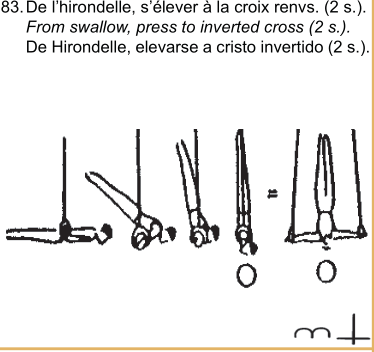 83. De l'hirondelle, s'élever à la croix renvs. (2 s.).
From swallow, press to inverted cross (2 s.).
De Hirondelle, elevarse a cristo invertido (2 s.).
=